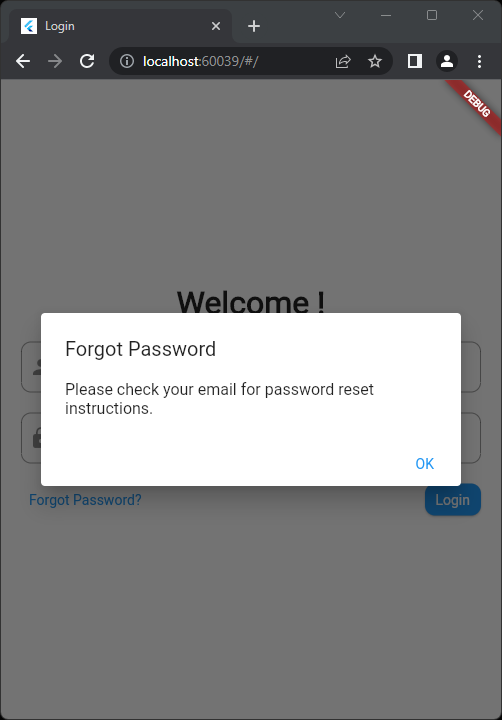 Login
localhost:60039/#/
DEBUG
Welcome !
Forgot Password
Please check your email for password reset
instructions.
OK
Forgot Password?
Login